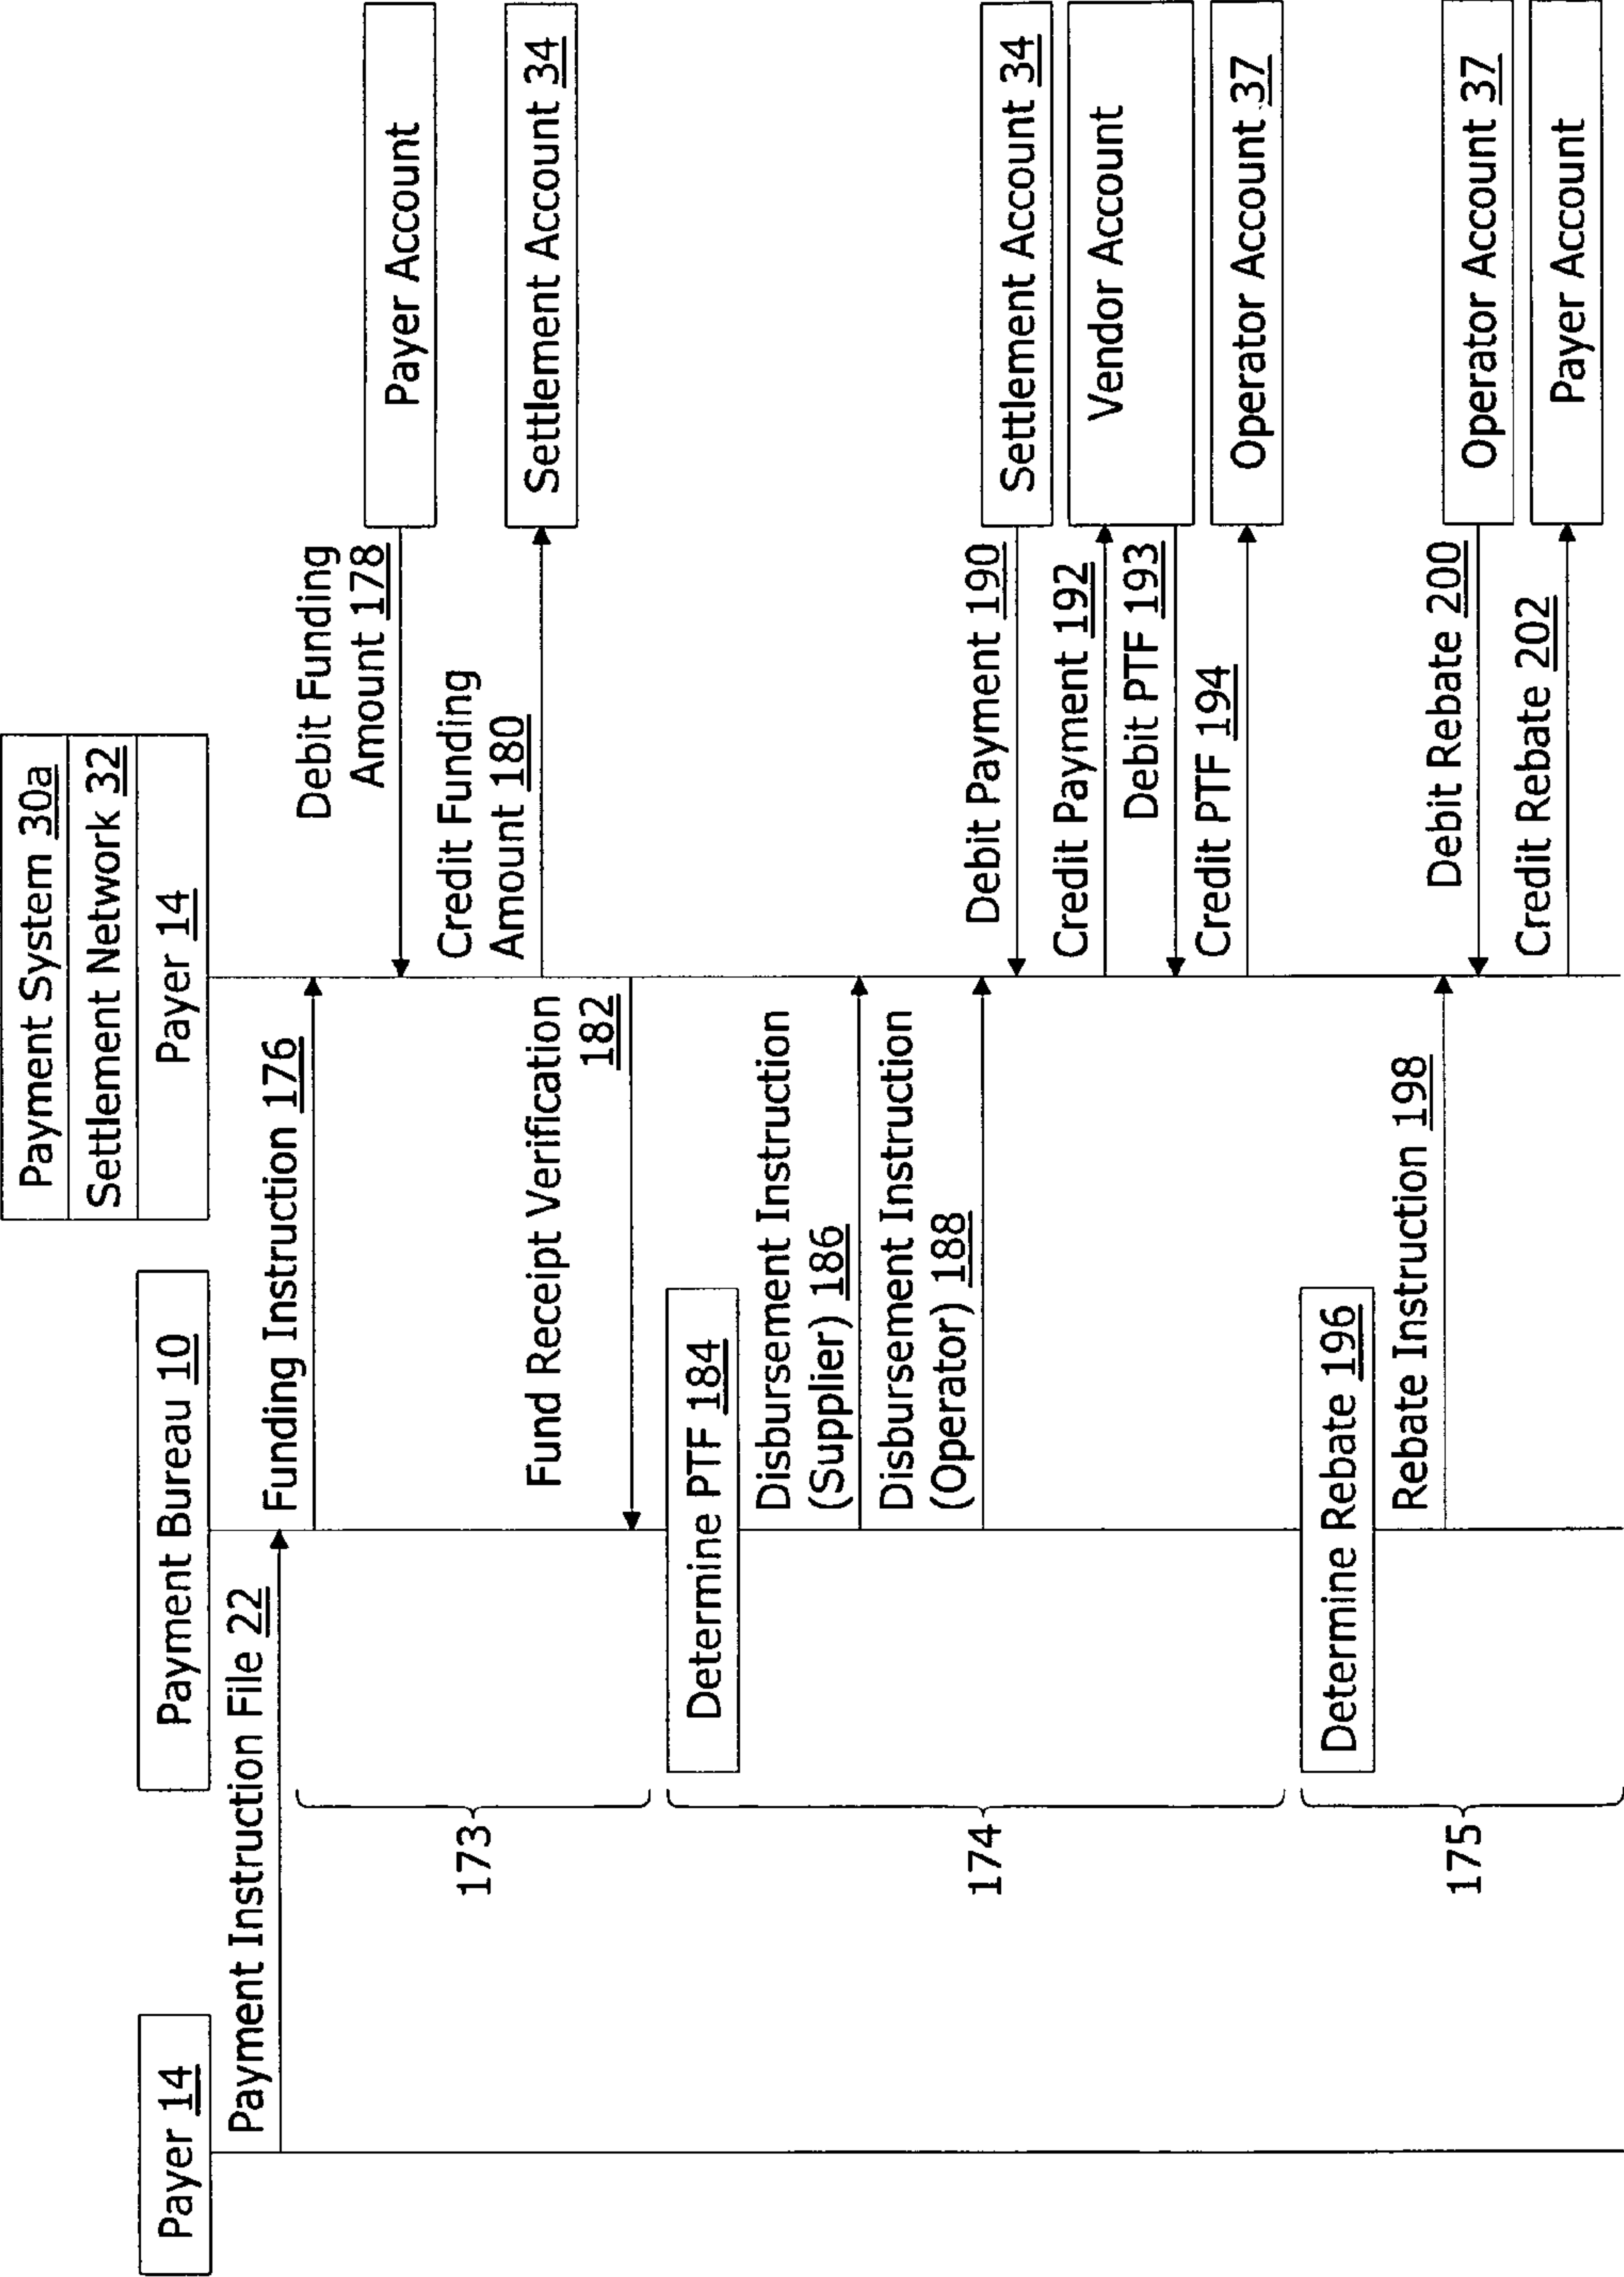 Payment System 30a
Settlement Network 32
Payer 14
Payment Bureau 10
Payer 14
Payment Instruction File 22
Funding Instruction 176
Debit Funding
Amount 178
Payer Account
Credit Funding
Amount 180
Settlement Account 34
Fund Receipt Verification
182
173
Determine PTF 184
Disbursement Instruction
(Supplier) 186
Disbursement Instruction
(Operator) 188
Debit Payment 190
Settlement Account 34
Credit Payment 192
Vendor Account
Debit PTF 193
Credit PTF 194
Operator Account 37
174
Determine Rebate 196
Rebate Instruction 198
Debit Rebate 200
Operator Account 37
Credit Rebate 202
Payer Account
175